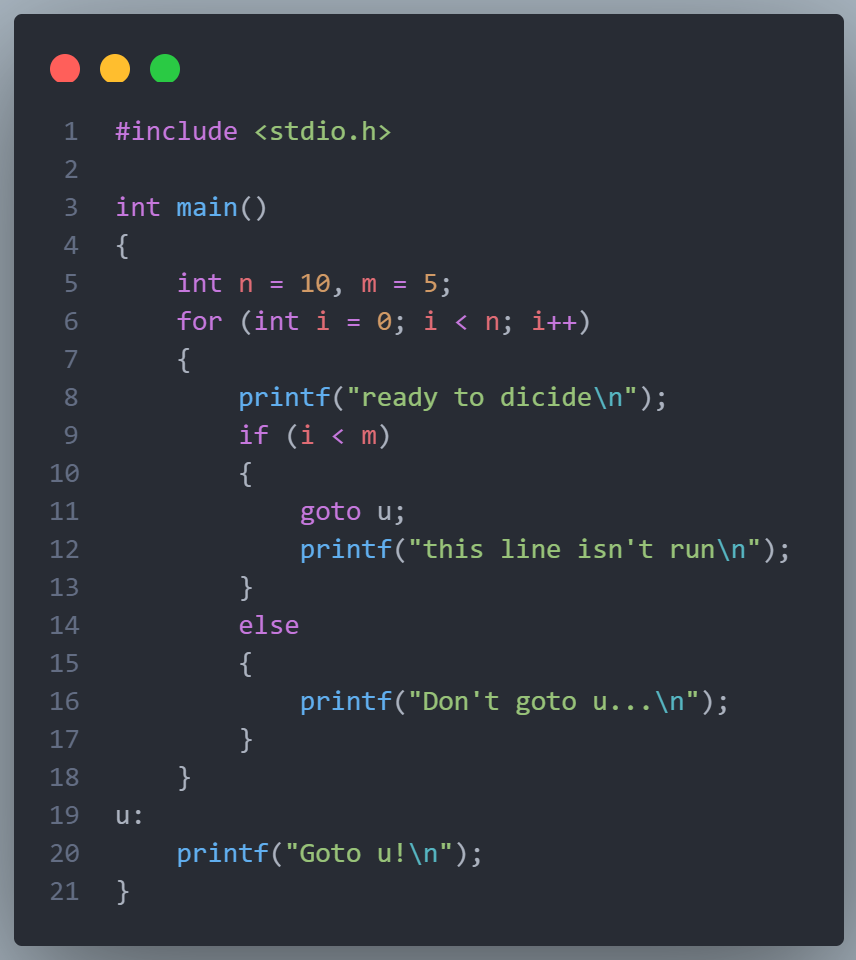 1 #include <stdio.h>
2
3 int main()
4 {
5     int n = 10, m = 5;
6     for (int i = 0; i < n; i++)
7     {
8         printf("ready to dicide\n");
9         if (i < m)
10         {
11             goto u;
12             printf("this line isn't run\n");
13         }
14         else
15         {
16             printf("Don't goto u...\n");
17         }
18     }
19 u:
20     printf("Goto u!\n");
21 }